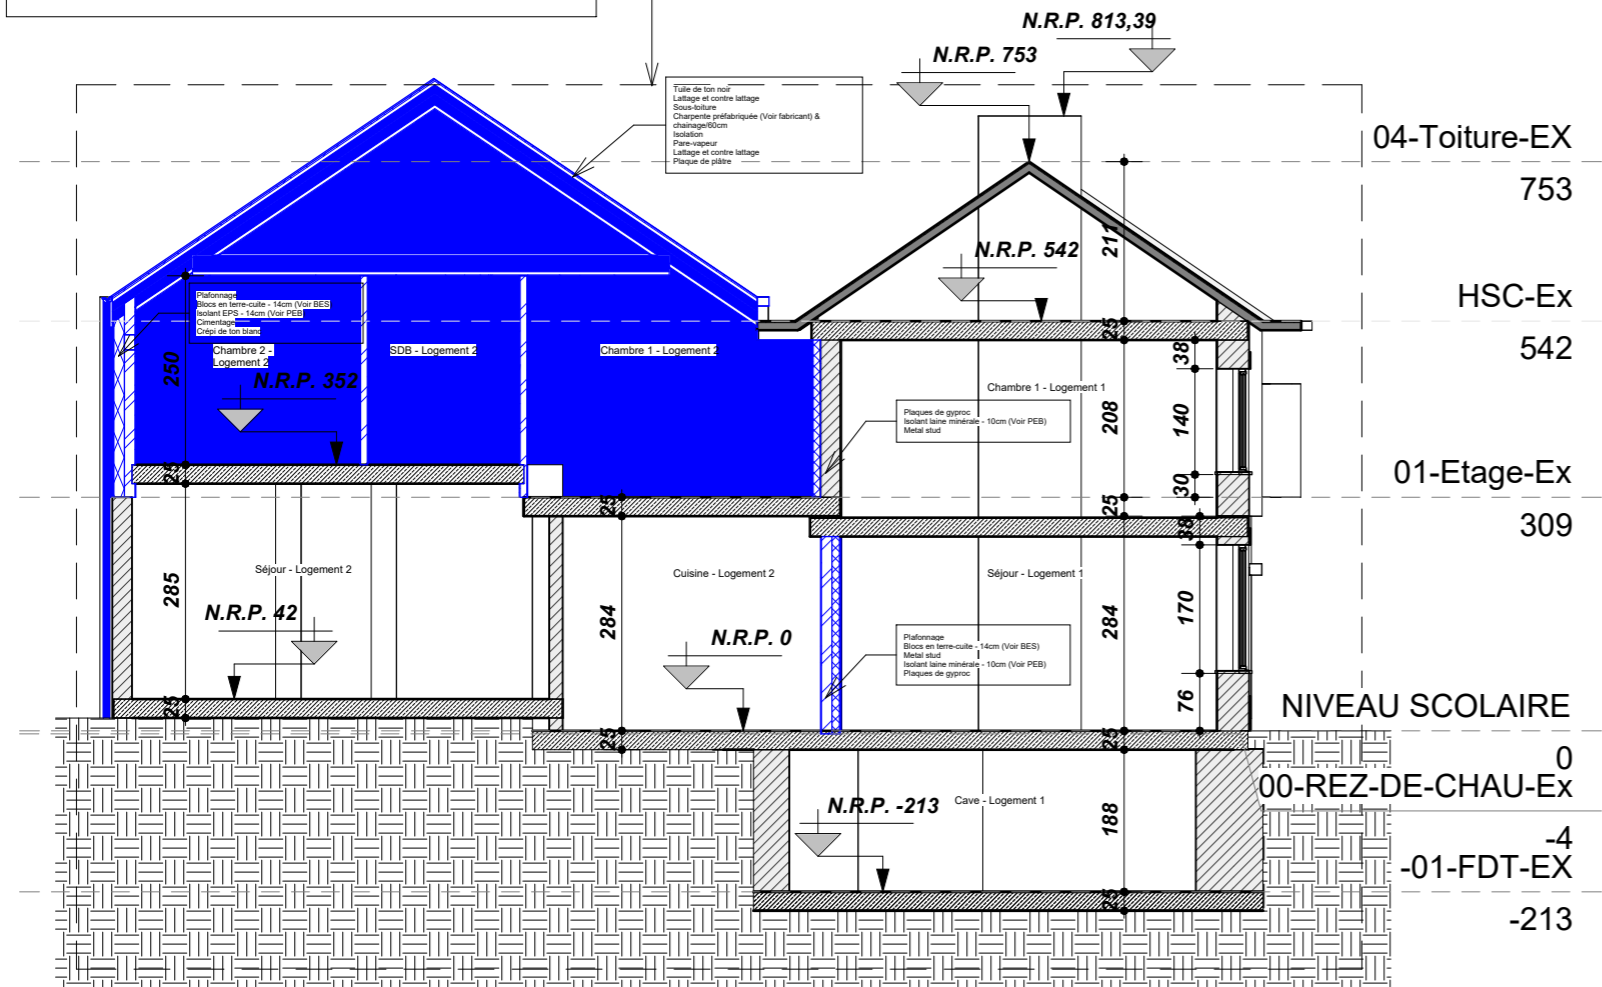 N.R.P. 813,39
N.R.P. 753
Tuile de ton noir
Lattage et contre lattage
Sous-toiture
Charpente préfabriquée (Voir fabricant) &
chainage/60cm
Isolation
Pare-vapeur
Lattage et contre lattage
Plaque de plâtre
04-Toiture-EX
753
211
N.R.P. 542
HSC-Ex
542
25
Plafonnage
Blocs en terre-cuite - 14cm (Voir BES
Isolant EPS - 14cm (Voir PEB
Cimentage
Crépi de ton blanc
Chambre 2 -
Logement 2
SDB - Logement 2
Chambre 1 - Logement 2
250
N.R.P. 352
25
Chambre 1 - Logement 1
Plaques de gyproc
Isolant laine minérale - 10cm (Voir PEB)
Metal stud
208
38
140
30
01-Etage-Ex
309
25
25
38
Séjour - Logement 2
285
N.R.P. 42
25
Cuisine - Logement 2
284
N.R.P. 0
25
Séjour - Logement 1
Plafonnage
Blocs en terre-cuite - 14cm (Voir BES)
Metal stud
Isolant laine minérale - 10cm (Voir PEB)
Plaques de gyproc
284
170
76
25
NIVEAU SCOLAIRE
0
00-REZ-DE-CHAU-Ex
-4
N.R.P. -213
Cave - Logement 1
188
25
-01-FDT-EX
-213